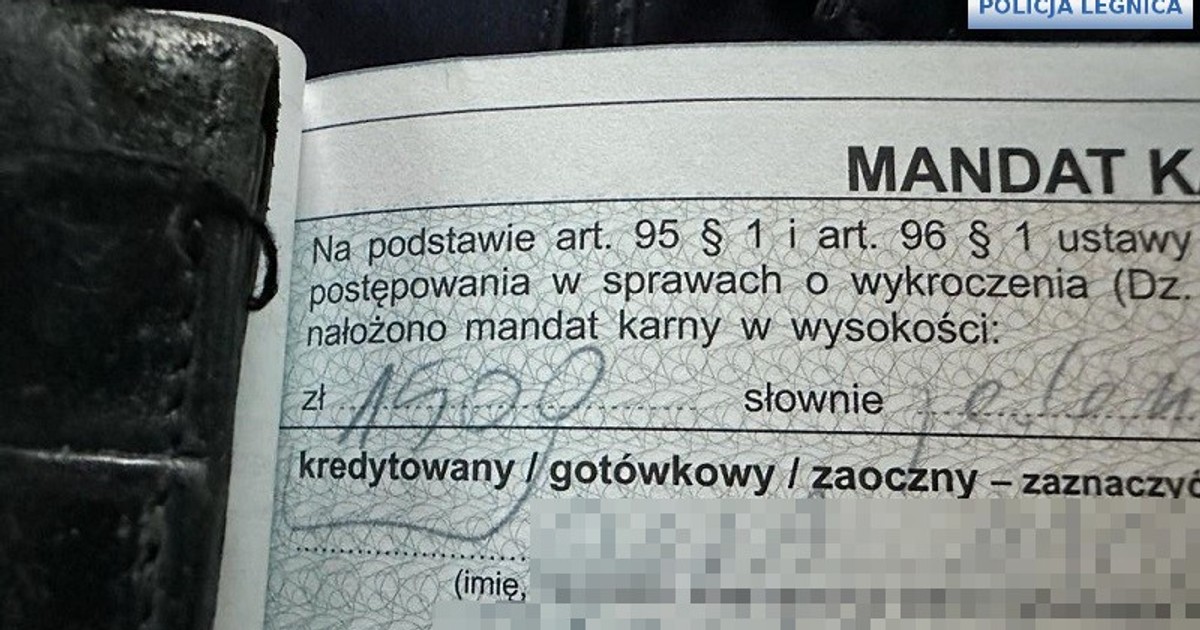 POLICJA LEGNICA
MANDAT K
Na podstawie art. 95 § 1 i art. 96 § 1 ustawy
postępowania w sprawach o wykroczenia (Dz.
nałożono mandat karny w wysokości:
zł 1500 słownie jeden
kredytowany / gotówkowy / zaoczny – zaznaczyć
(imię,